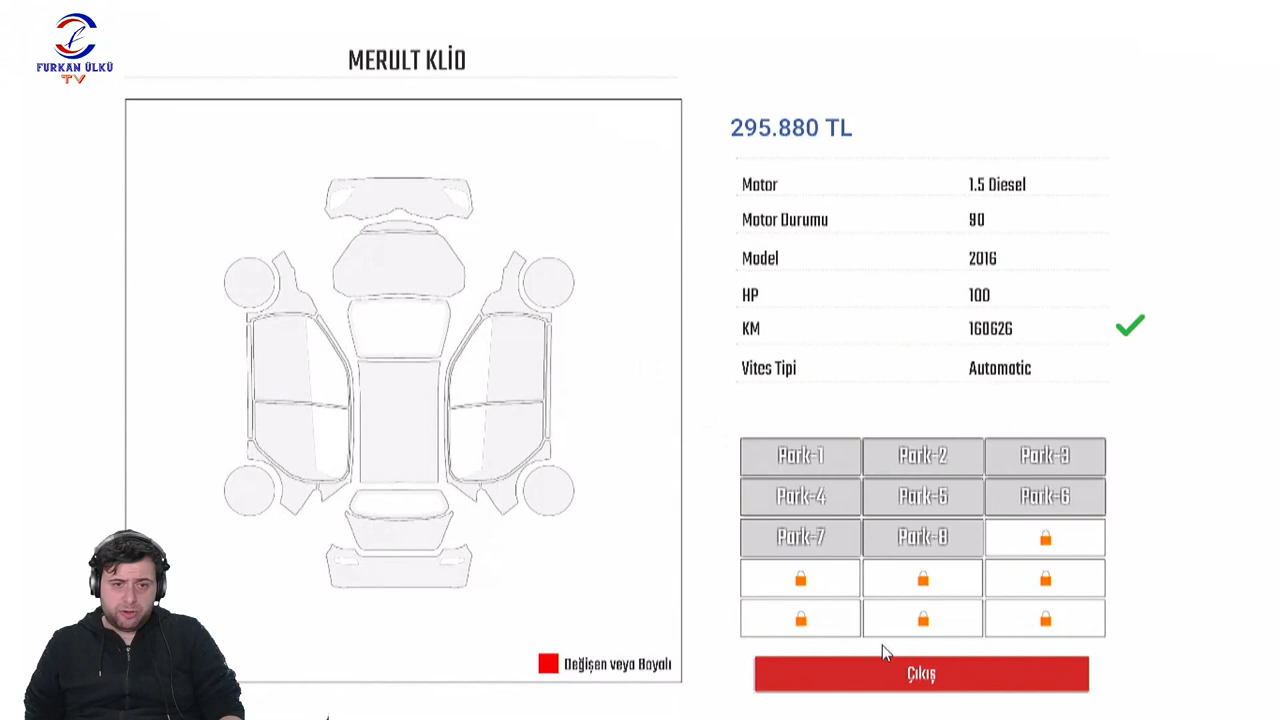 FURKAN ÜLKÜ
TV
MERULT KLİO
295.880 TL
Motor 1.5 Diesel
Motor Durumu 90
Model 2016
HP 100
KM 160626
Vites Tipi Automatic
Park-1 Park-2 Park-3
Park-4 Park-5 Park-6
Park-7 Park-8
Değişen veya Boyalı
Çıkış